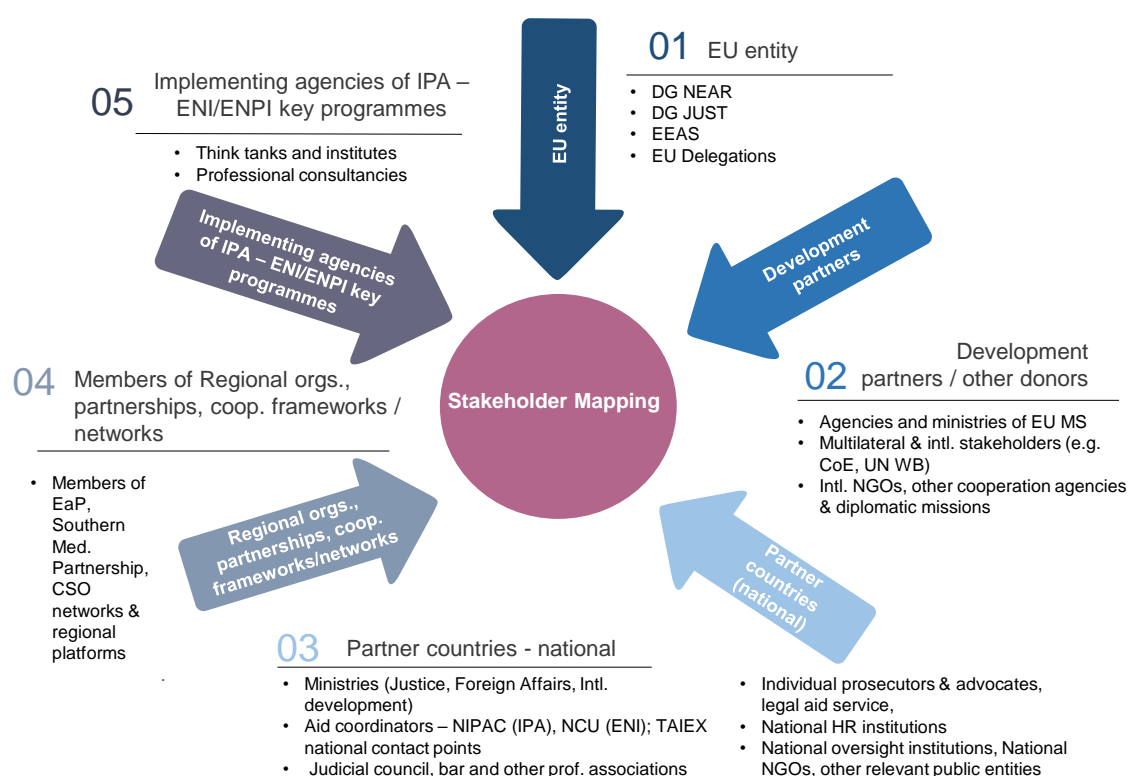 01 EU entity
• DG NEAR
• DG JUST
• EEAS
• EU Delegations
EU entity
05
Implementing agencies of IPA –
ENI/ENPI key programmes
• Think tanks and institutes
• Professional consultancies
Implementing agencies
of IPA – ENI/ENPI key
programmes
Development
partners
Stakeholder Mapping
Development
02 partners / other donors
• Agencies and ministries of EU MS
• Multilateral & intl. stakeholders (e.g.
CoE, UN WB)
• Intl. NGOs, other cooperation agencies
& diplomatic missions
04 Members of Regional orgs.,
partnerships, coop. frameworks /
networks
• Members of
EaP,
Southern
Med.
Partnership,
CSO
networks &
regional
platforms
.
Regional orgs.,
partnerships, coop.
frameworks/networks
Partner
countries
(national)
03 Partner countries - national
• Ministries (Justice, Foreign Affairs, Intl.
development)
• Aid coordinators – NIPAC (IPA), NCU (ENI); TAIEX
national contact points
• Judicial council, bar and other prof. associations
• Individual prosecutors & advocates,
legal aid service,
• National HR institutions
• National oversight institutions, National
NGOs, other relevant public entities